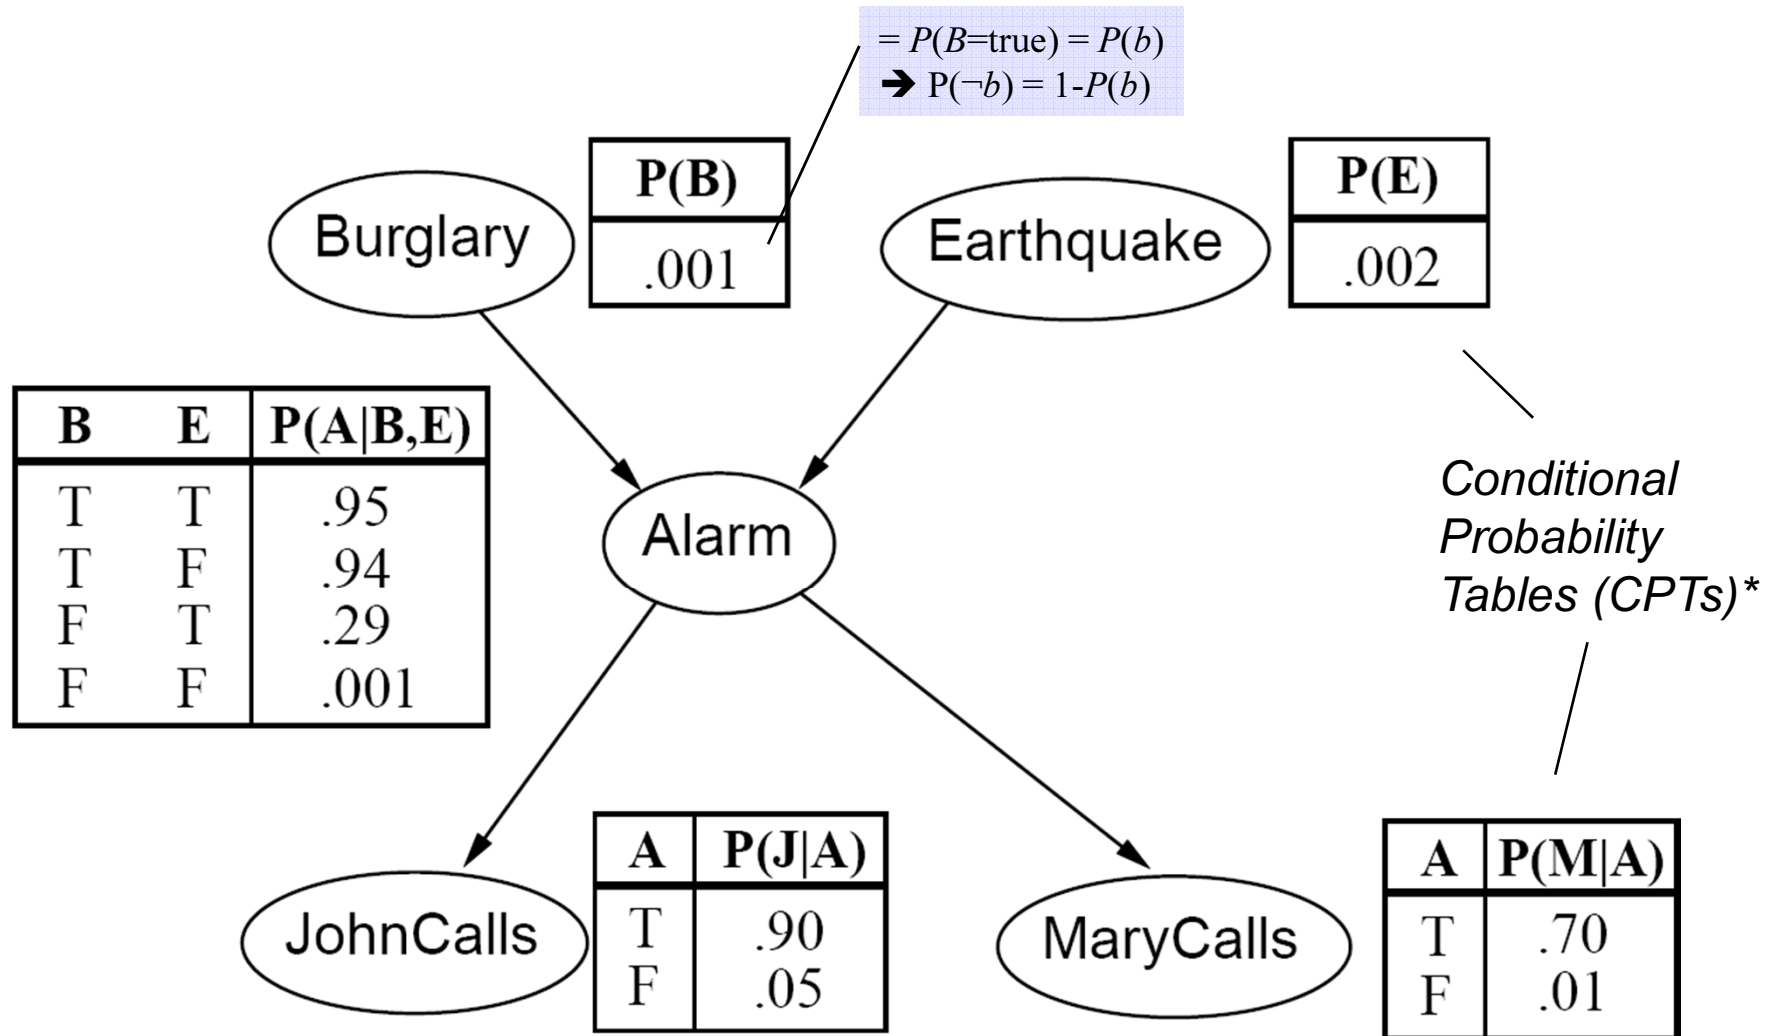 = P(B=true) = P(b)
➔ P(¬b) = 1-P(b)
Burglary
P(B)
.001
Earthquake
P(E)
.002
B E P(A|B,E)
T T .95
T F .94
F T .29
F F .001
Alarm
Conditional
Probability
Tables (CPTs)*
JohnCalls
A P(J|A)
T .90
F .05
MaryCalls
A P(M|A)
T .70
F .01